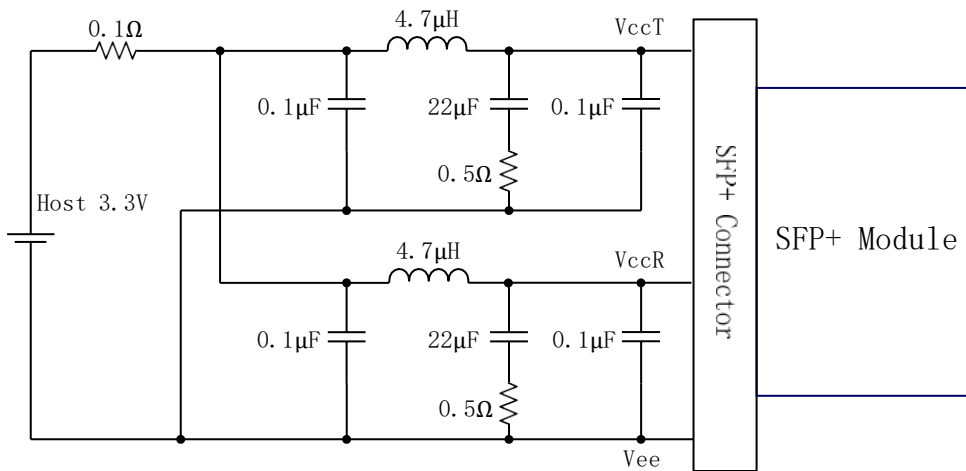 0.1Ω
4.7μH
VccT
0.1μF
22μF
0.1μF
0.5Ω
Host 3.3V
SFP+ Connector
SFP+ Module
4.7μH
VccR
0.1μF
22μF
0.1μF
0.5Ω
Vee